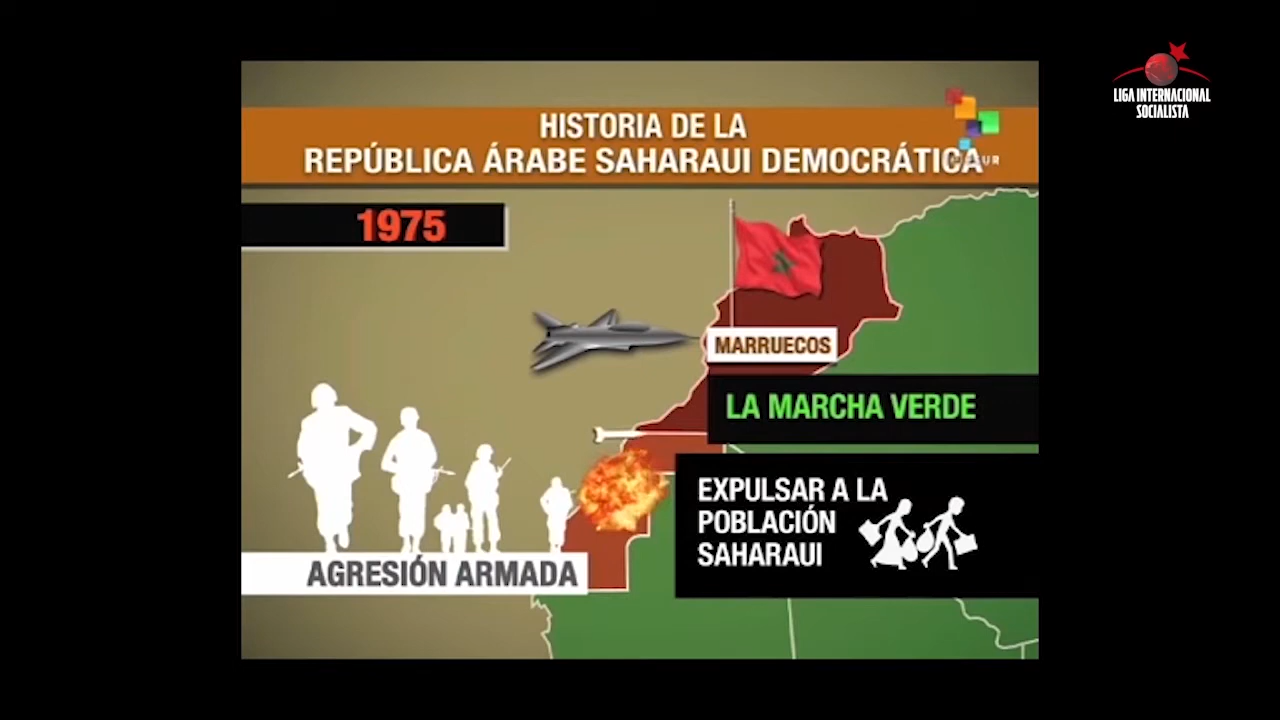 LIGA INTERNACIONAL
SOCIALISTA
HISTORIA DE LA
REPÚBLICA ÁRABE SAHARAUI DEMOCRÁTICA
1975
MARRUECOS
LA MARCHA VERDE
EXPULSAR A LA
POBLACIÓN
SAHARAUI
AGRESIÓN ARMADA